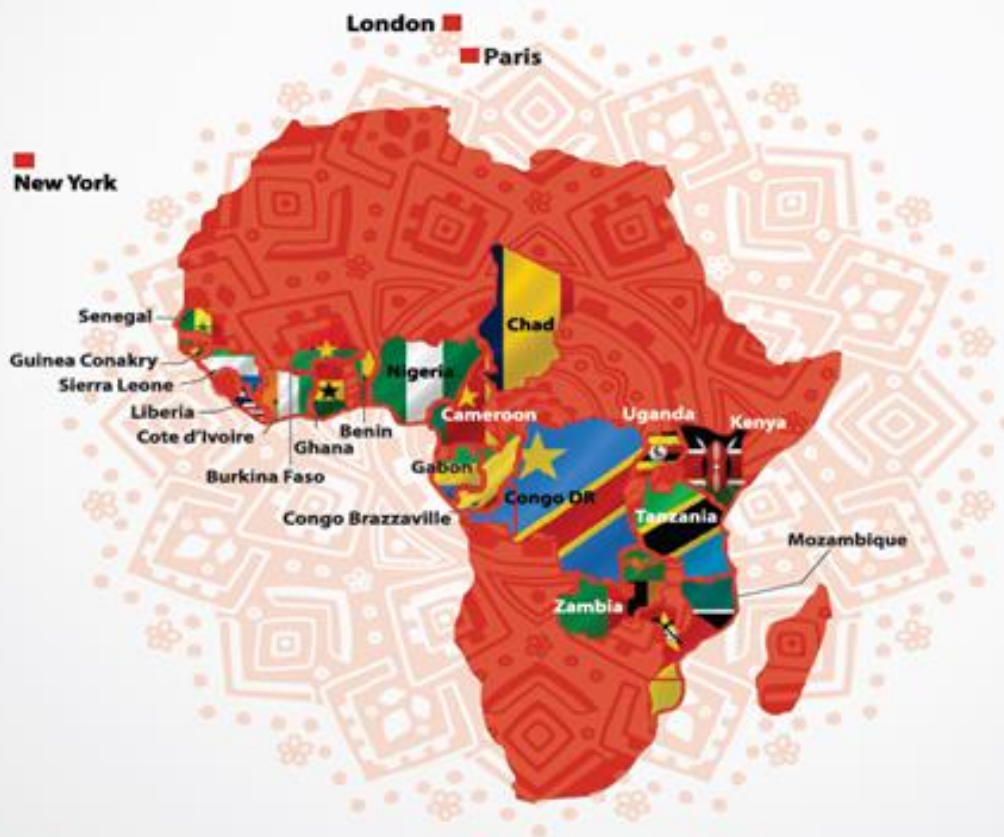 London
Paris
New York
Senegal
Chad
Guinea Conakry
Nigeria
Sierra Leone
Liberia
Cameroon
Uganda
Kenya
Cote d'Ivoire
Benin
Ghana
Gabon
Burkina Faso
Congo DR
Congo Brazzaville
Tanzania
Mozambique
Zambia